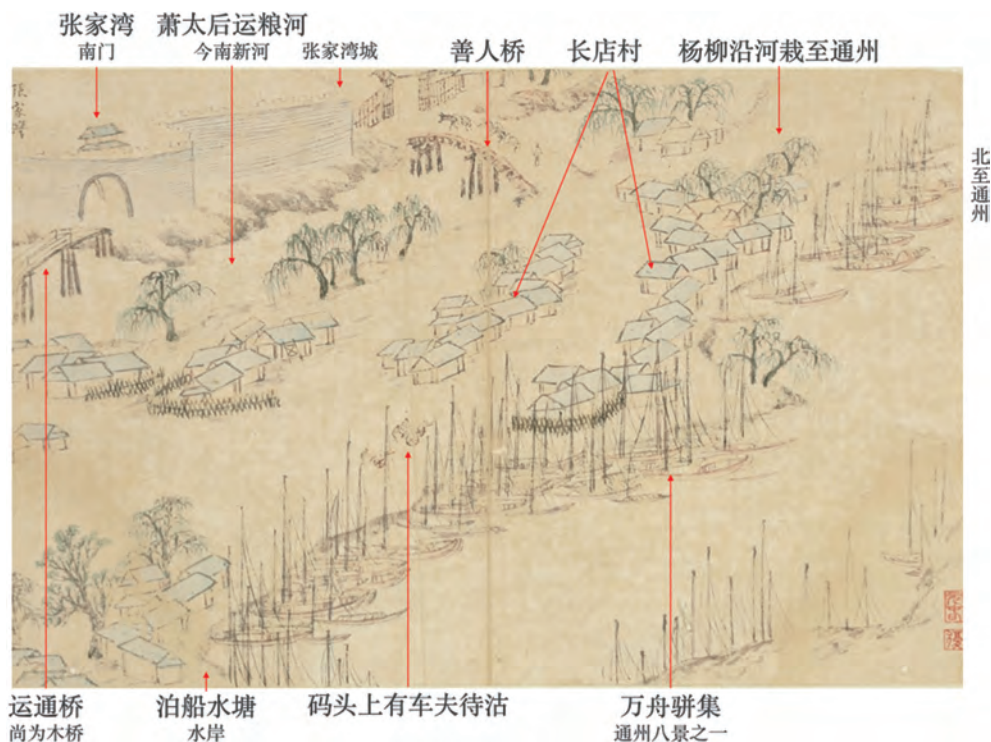 张家湾
南门
萧太后运粮河
今南新河
张家湾城
善人桥
长店村
杨柳沿河栽至通州
張家灣
北至通州
运通桥
尚为木桥
泊船水塘
水岸
码头上有车夫待沽
万舟骈集
通州八景之一